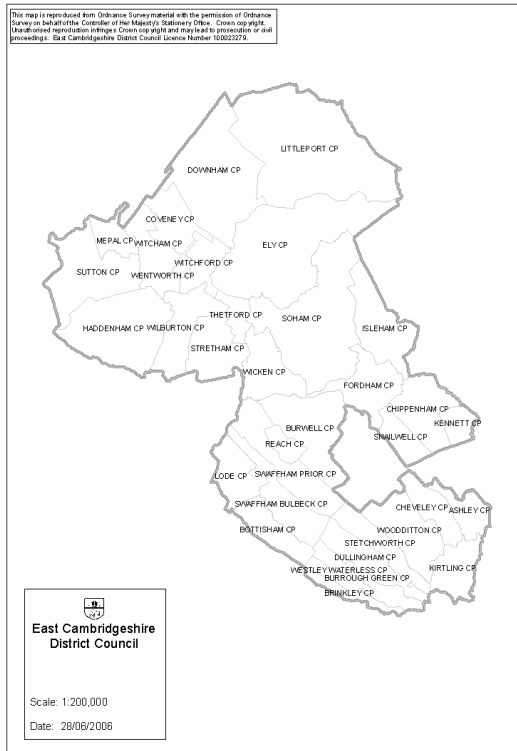 This map is reproduced from Ordnance Survey material with the permission of Ordnance
Survey on behalf of the Controller of Her Majesty's Stationery Office. Crown copyright.
Unauthorised reproduction infringes Crown copyright and may lead to prosecution or civil
proceedings. East Cambridgeshire District Council Licence Number 100023279.
LITTLEPORT CP
DOWNHAM CP
COVENEY CP
MEPAL CP
WITCHAM CP
ELY CP
WITCHFORD CP
SUTTON CP
WENTWORTH CP
THETFORD CP
SOHAM CP
HADDENHAM CP
WILBURTON CP
ISLEHAM CP
STRETHAM CP
WICKEN CP
FORDHAM CP
CHIPPENHAM CP
KENNETT CP
BURWELL CP
SNAILWELL CP
REACH CP
LODE CP
SWAFFHAM PRIOR CP
SWAFFHAM BULBECK CP
CHEVELEY CP
ASHLEY CP
BOTTISHAM CP
WOODDITTON CP
STETCHWORTH CP
DULLINGHAM CP
WESTLEY WATERLESS CP
KIRTLING CP
BURROUGH GREEN CP
BRINKLEY CP
East Cambridgeshire
District Council
Scale: 1:200,000
Date: 28/06/2006